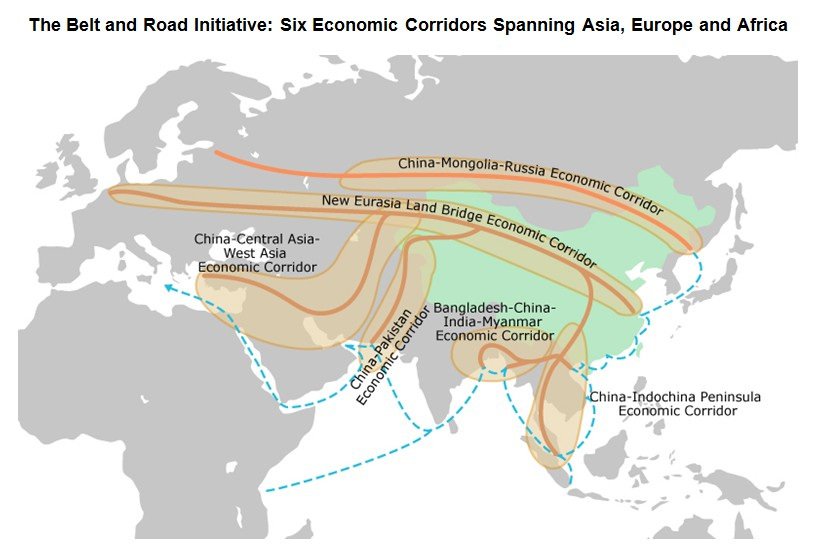 The Belt and Road Initiative: Six Economic Corridors Spanning Asia, Europe and Africa
China-Mongolia-Russia Economic Corridor
New Eurasia Land Bridge Economic Corridor
China-Central Asia-
West Asia
Economic Corridor
China-Pakistan
Economic Corridor
Bangladesh-China-
India-Myanmar
Economic Corridor
China-Indochina Peninsula
Economic Corridor